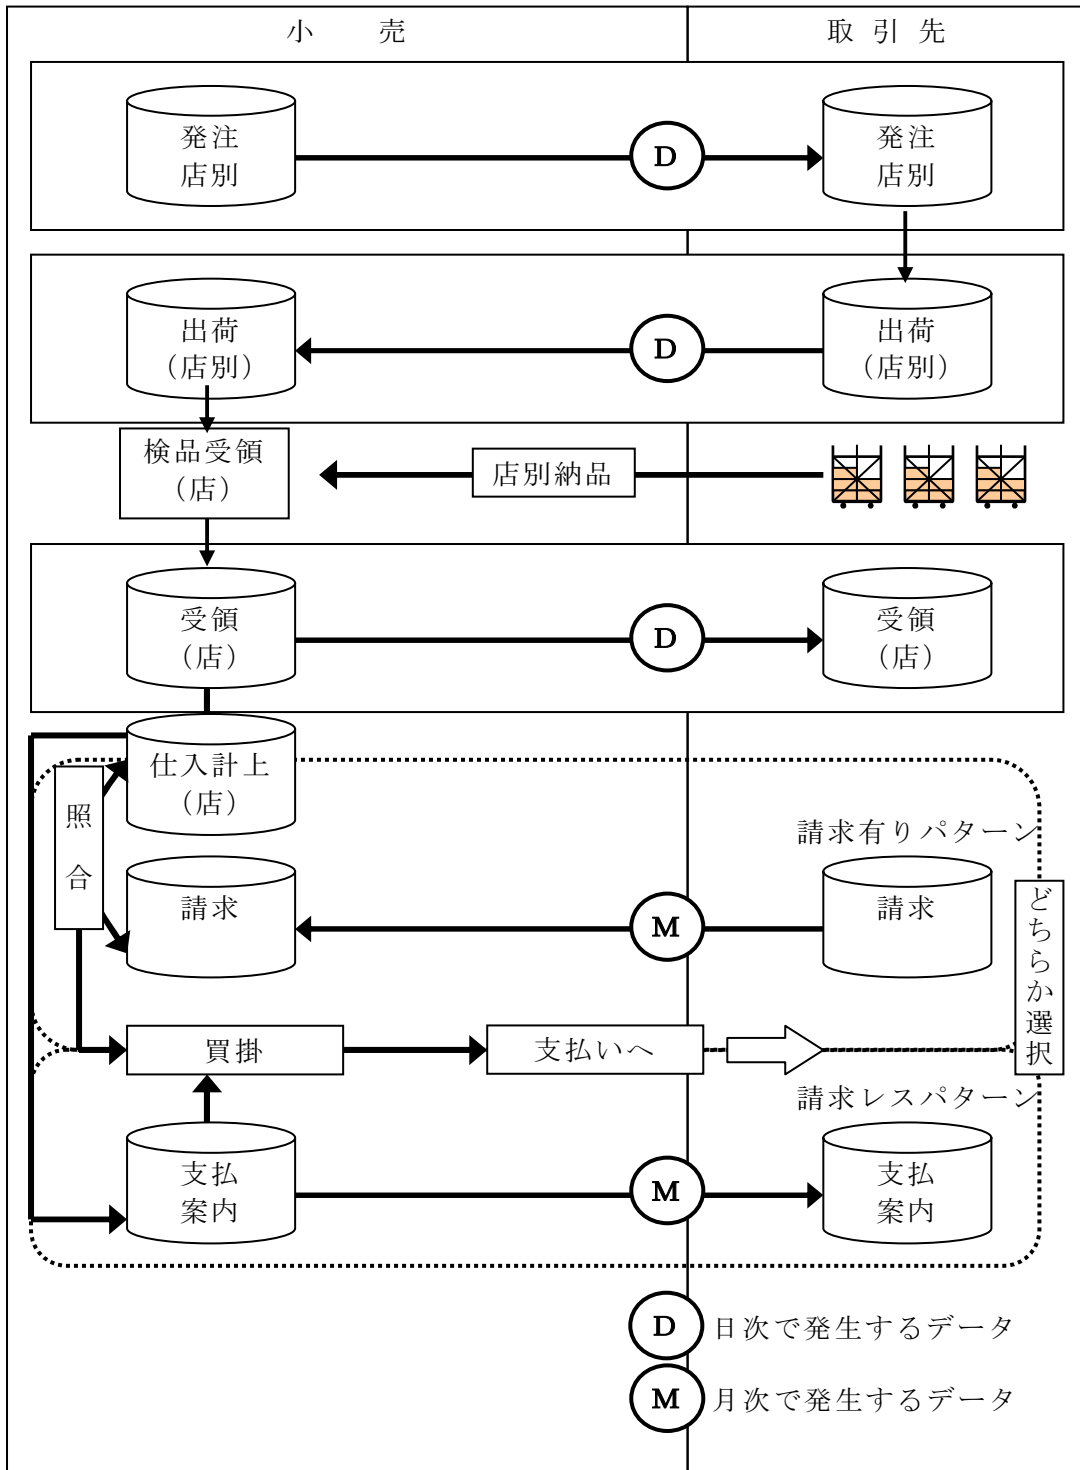 小 売
取 引 先
発注
店別
D
発注
店別
出荷
（店別）
D
出荷
（店別）
検品受領
（店）
店別納品
受領
（店）
D
受領
（店）
仕入計上
（店）
照
合
請求有りパターン
請求
M
請求
どちらか選択
買掛
支払いへ
請求レスパターン
支払
案内
M
支払
案内
D 日次で発生するデータ
M 月次で発生するデータ